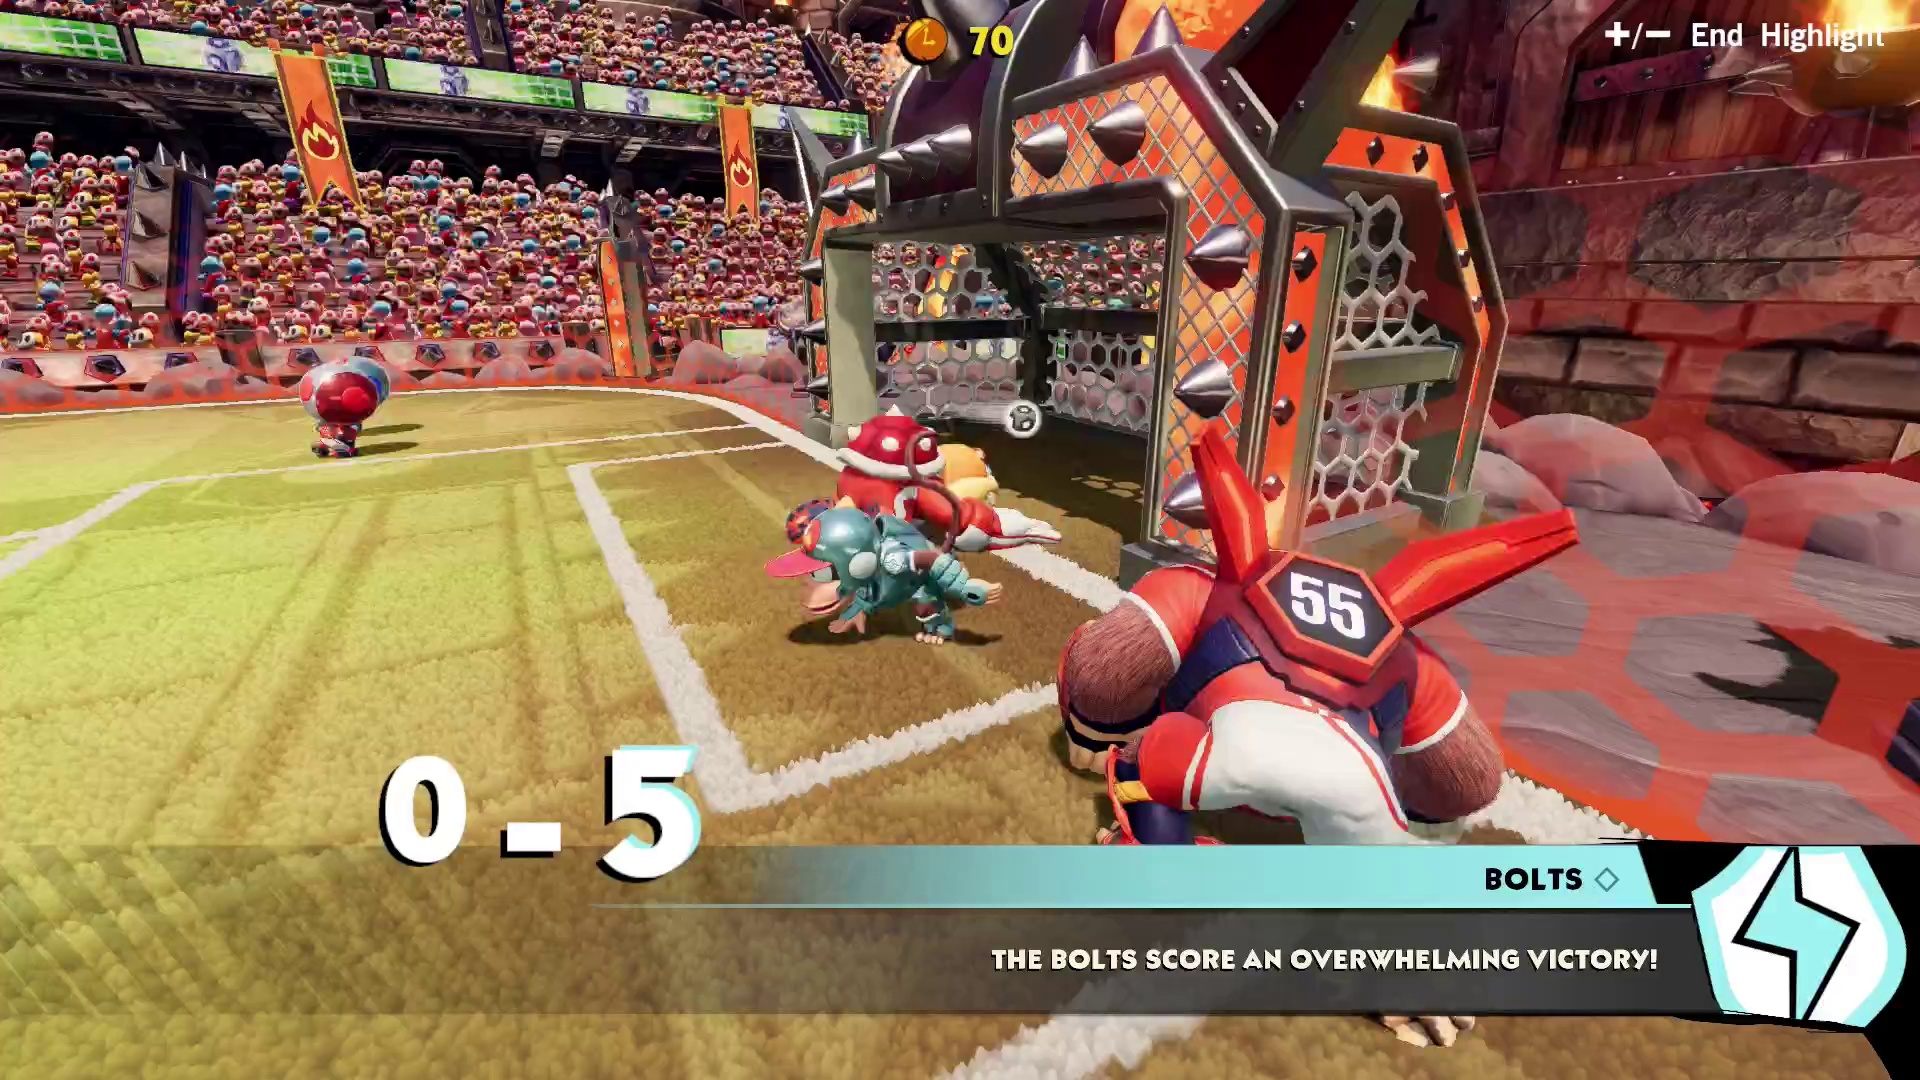 70
+/− End Highlight
55
0 - 5
BOLTS
THE BOLTS SCORE AN OVERWHELMING VICTORY!